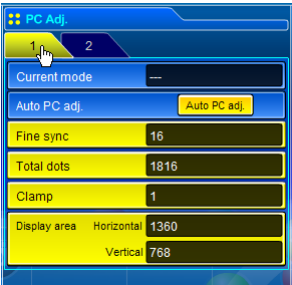 PC Adj.
1 2
Current mode ---
Auto PC adj. Auto PC adj.
Fine sync 16
Total dots 1816
Clamp 1
Display area Horizontal 1360
Vertical 768